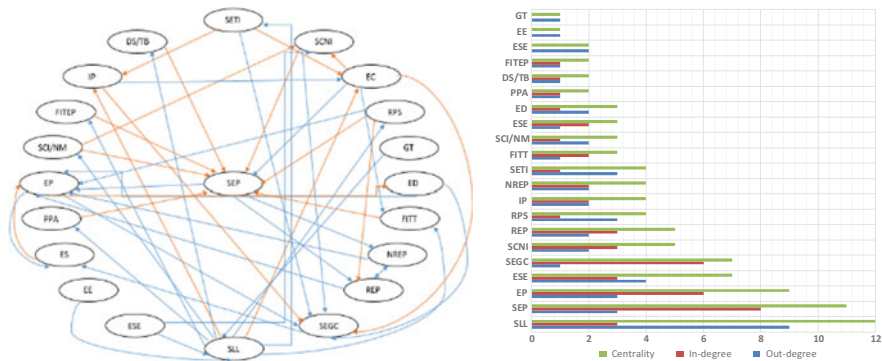 SETI
DS/TB
SCNI
IP
EC
FITEP
RPS
SCI/NM
GT
EP
SEP
ED
PPA
FITT
ES
NREP
EE
REP
ESE
SEGC
SLL
GT
EE
ESE
FITEP
DS/TB
PPA
ED
ESE
SCI/NM
FITT
SETI
NREP
IP
RPS
REP
SCNI
SEGC
ESE
EP
SEP
SLL
0 2 4 6 8 10 12
Centrality In-degree Out-degree